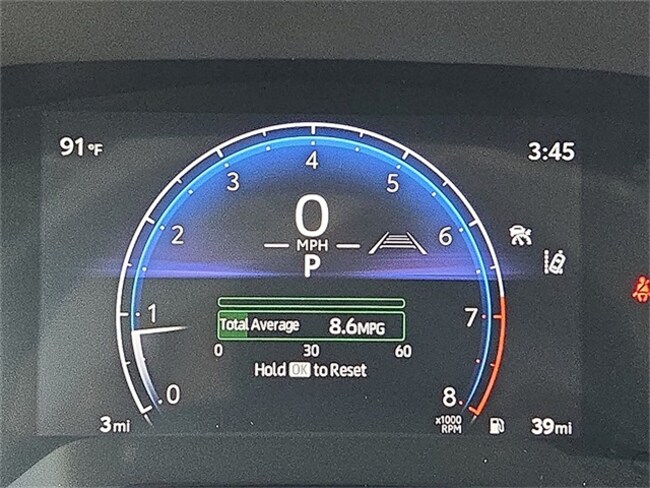 91°F
3:45
0 1 2 3 4 5 6 7 8
0
MPH
P
Total Average 8.6MPG
0 30 60
Hold OK to Reset
x1000
RPM
3mi
39mi